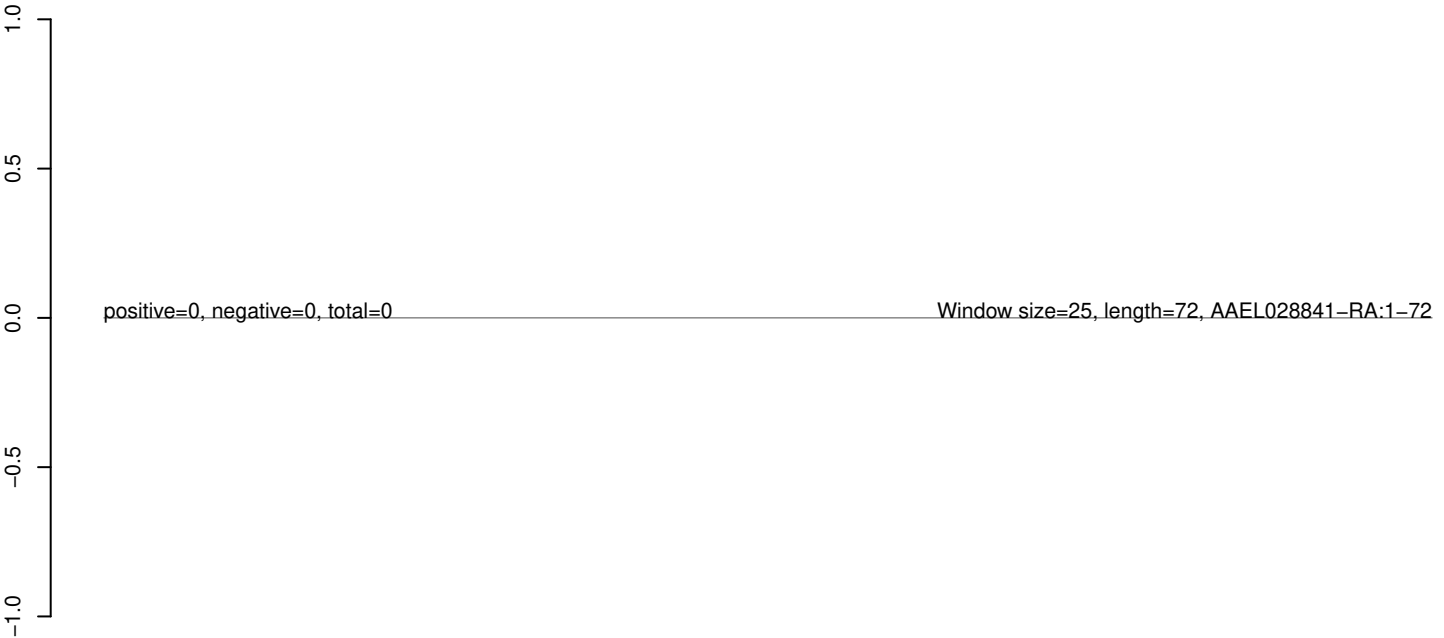 1.0
0.5
0.0
−0.5
−1.0
positive=0, negative=0, total=0
Window size=25, length=72, AAEL028841−RA:1−72